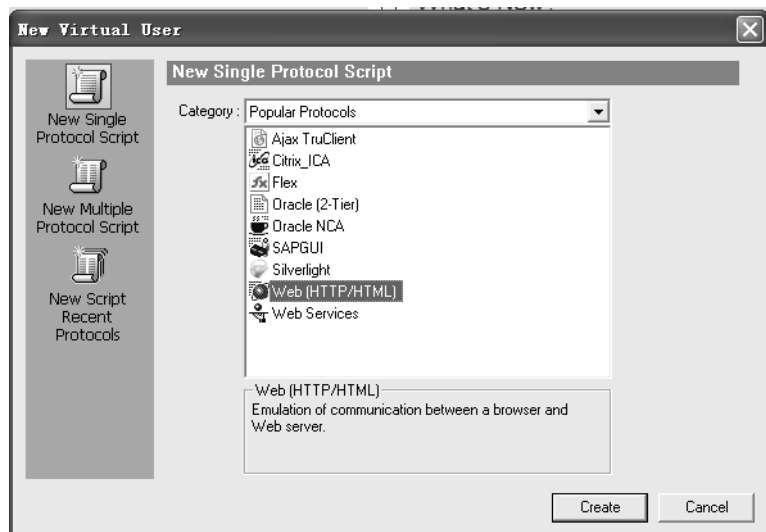 New Virtual User
New Single Protocol Script
New Single
Protocol Script
New Multiple
Protocol Script
New Script
Recent
Protocols
Category :
Popular Protocols
Ajax TruClient
Citrix_ICA
Flex
Oracle (2-Tier)
Oracle NCA
SAPGUI
Silverlight
Web (HTTP/HTML)
Web Services
Web (HTTP/HTML)
Emulation of communication between a browser and
Web server.
Create
Cancel